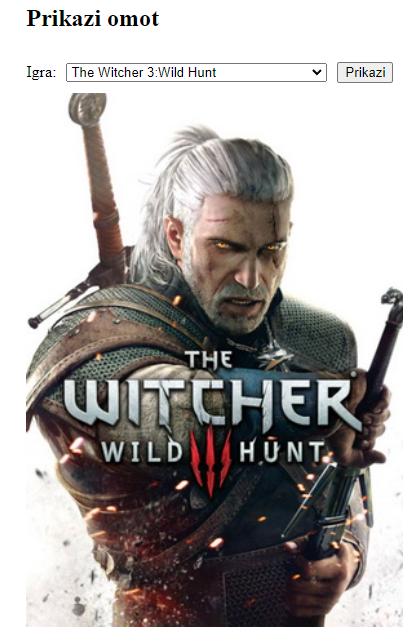 Prikazi omot
Igra: The Witcher 3:Wild Hunt Prikazi
THE
WITCHER
WILD HUNT